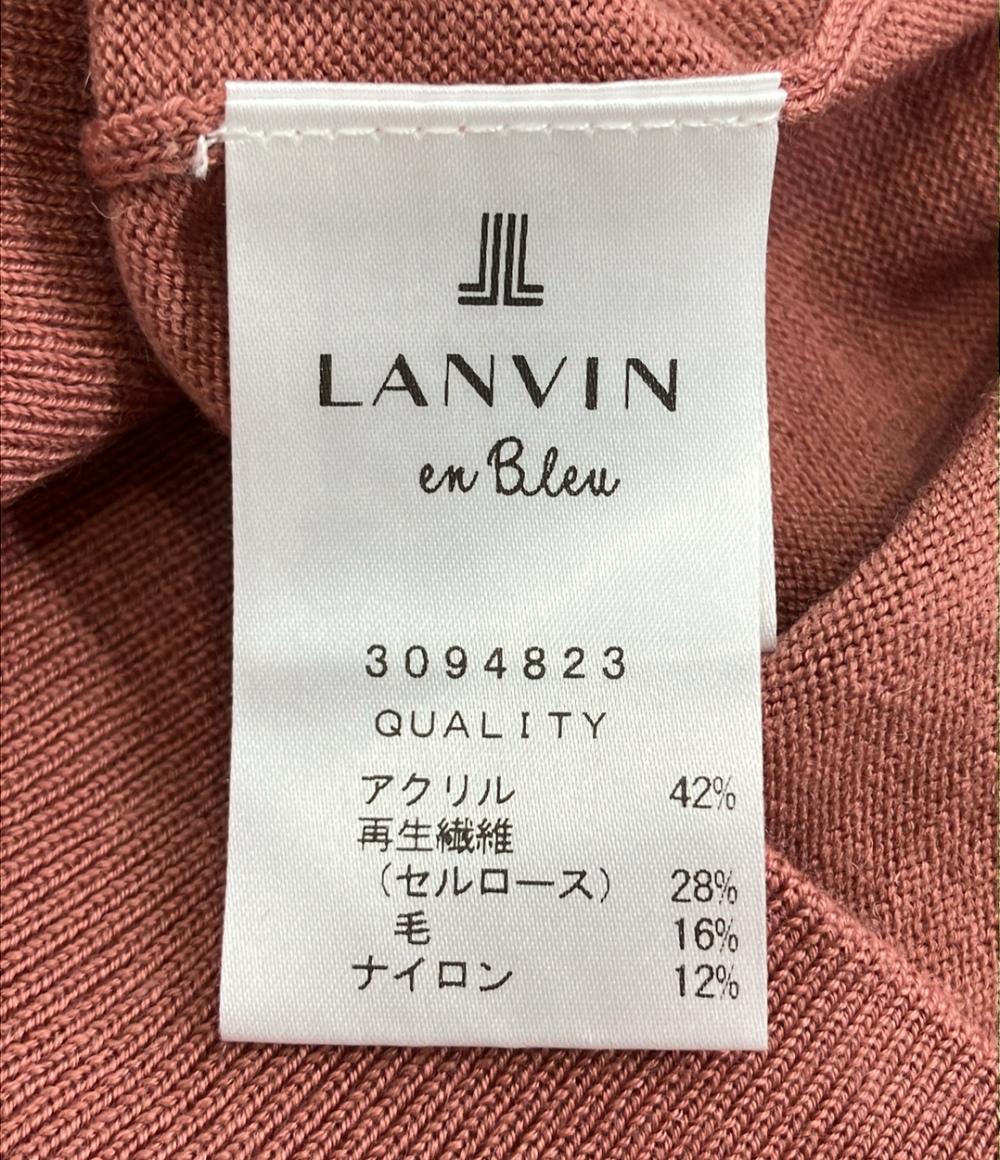 LANVIN
en Bleu
3094823
QUALITY
アクリル 42%
再生繊維
（セルロース） 28%
毛 16%
ナイロン 12%